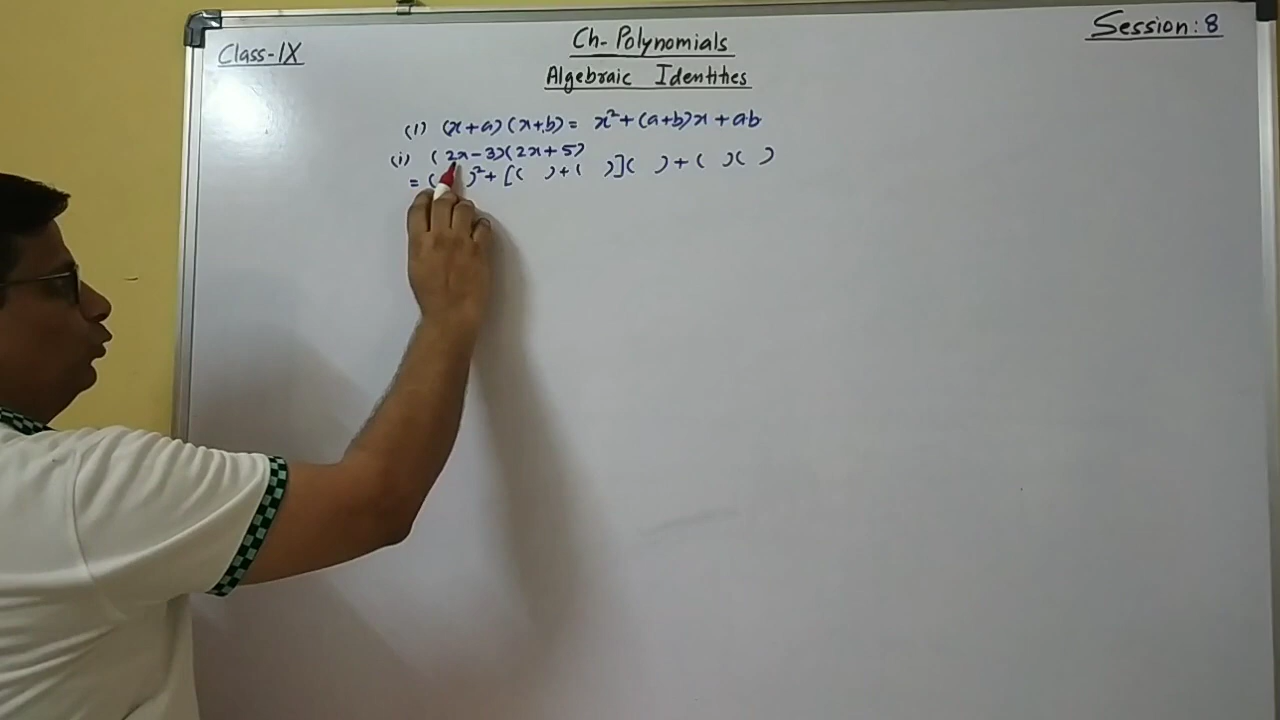 Class-IX
Ch- Polynomials
Session: 8
Algebraic Identities
(1) (x+a)(x+b) = x²+(a+b)x+ab
(i) (2x-3)(2x+5)
= ( )²+[( )+( )]( )+( )( )